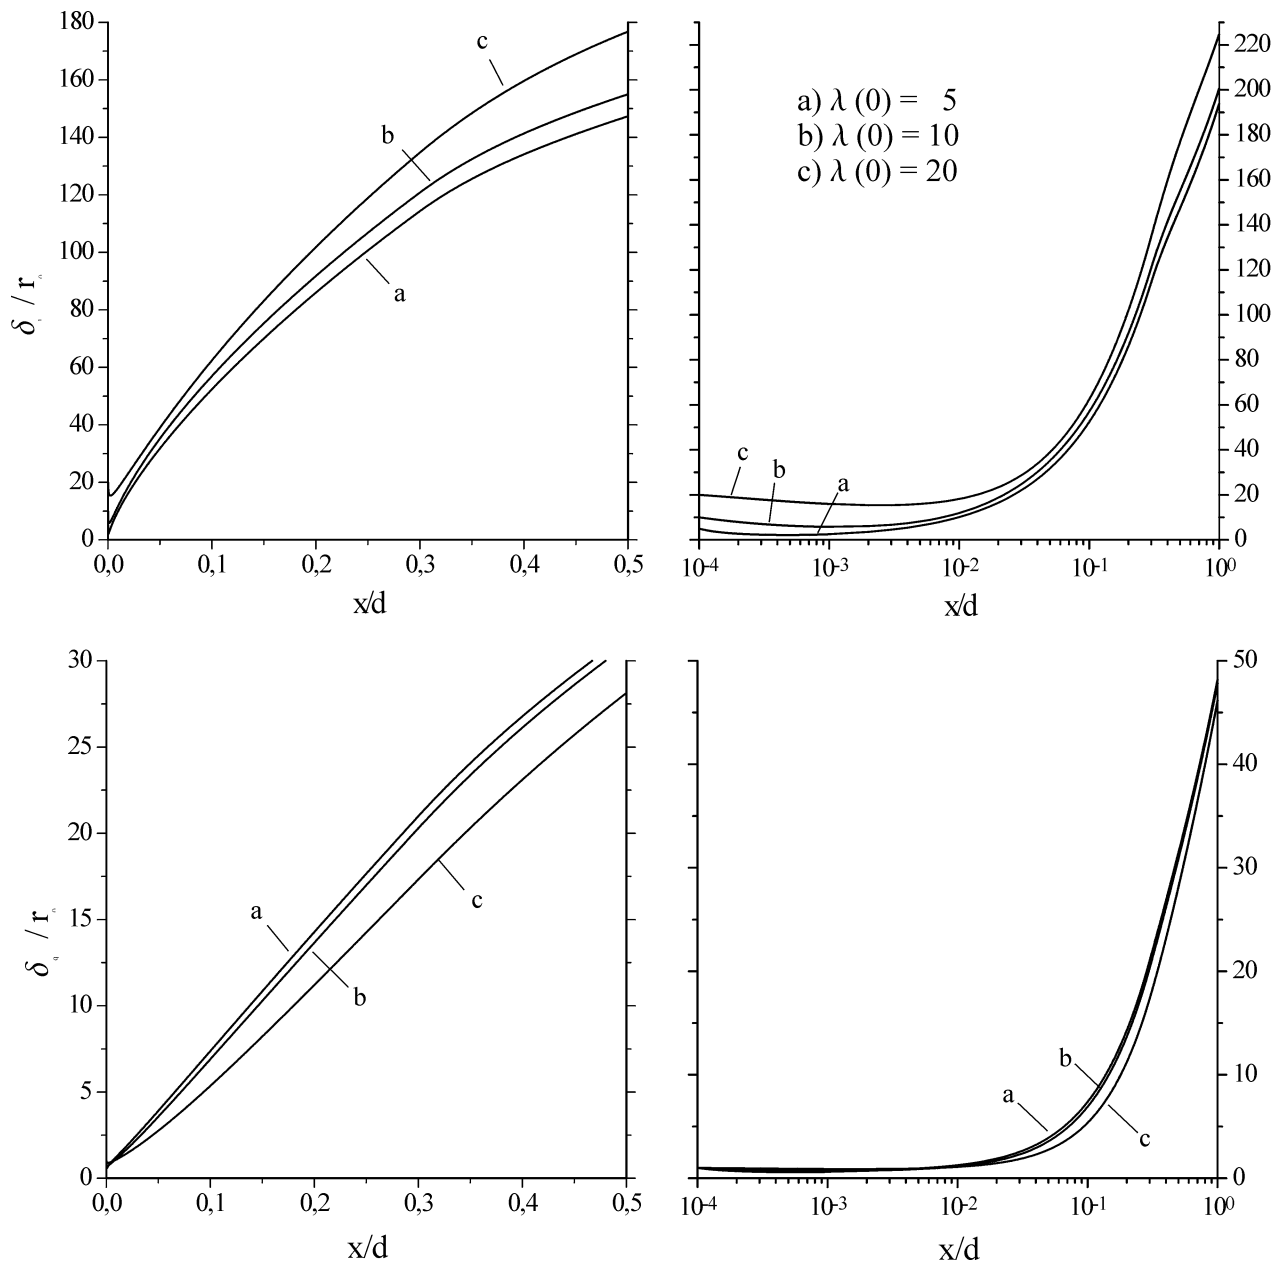 180
160
140
120
100
80
60
40
20
0
0,0 0,1 0,2 0,3 0,4 0,5
x/d
δ / r
c
b
a
a) λ (0) = 5
b) λ (0) = 10
c) λ (0) = 20
220
200
180
160
140
120
100
80
60
40
20
0
c
b
a
10-4 10-3 10-2 10-1 100
x/d
30
25
20
15
10
5
0
0,0 0,1 0,2 0,3 0,4 0,5
x/d
δ / r
a
b
c
50
40
30
20
10
0
b
a
c
10-4 10-3 10-2 10-1 100
x/d